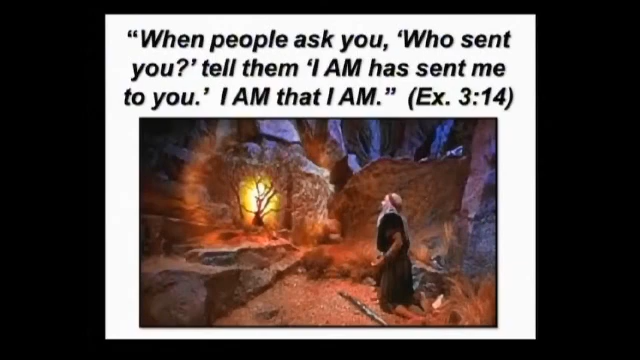 “When people ask you, ‘Who sent
you?’ tell them ‘I AM has sent me
to you.’ I AM that I AM.” (Ex. 3:14)